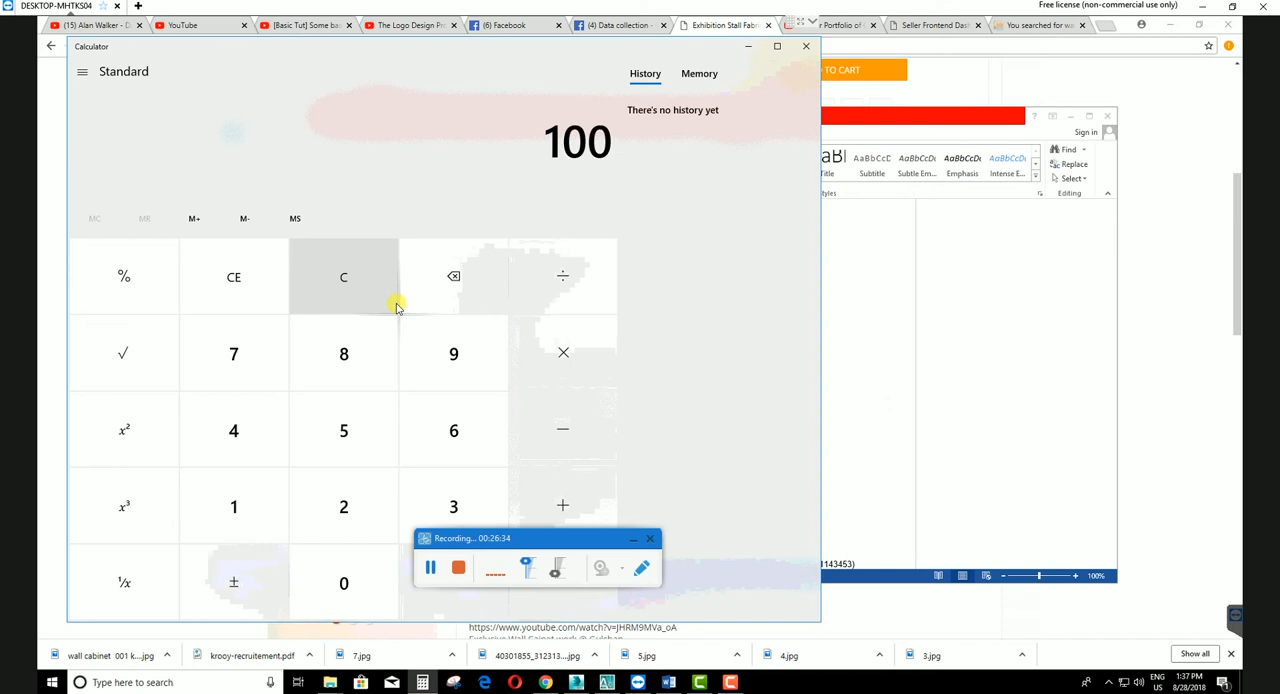 DESKTOP-MHTKS04
Free license (non-commercial use only)
(15) Alan Walker - D
YouTube
[Basic Tut] Some ba
The Logo Design Pr
(6) Facebook
(4) Data collection -
Exhibition Stall Fabr
r Portfolio of
Seller Frontend Das
You searched for wa
Calculator
Standard
History
Memory
There's no history yet
100
TO CART
Sign in
Title
Subtitle
Subtle Em...
Emphasis
Intense E...
AaBbCcD
AaBbCcDı
AaBbCcDı
AaBbCcDı
Find
Replace
Select
Editing
MC
MR
M+
M-
MS
%
CE
C
÷
√
7
8
9
×
x²
4
5
6
−
x³
1
2
3
+
¹/x
±
0
Recording... 00:26:34
1143453)
100%
https://www.youtube.com/watch?v=JHRM9MVa_oA
wall cabinet 001 k....jpg
krooy-recruitement.pdf
7.jpg
40301855_312313....jpg
5.jpg
4.jpg
3.jpg
Show all
Type here to search
ENG
US
1:37 PM
8/28/2018